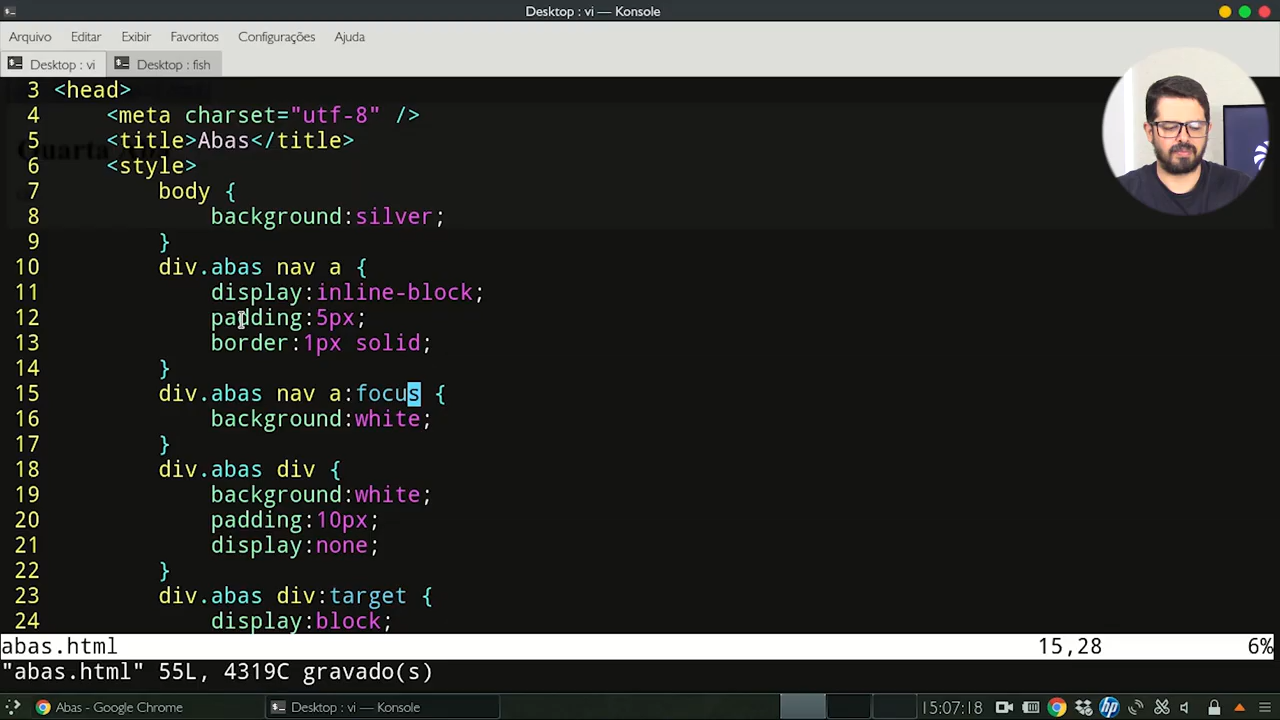 Desktop : vi — Konsole
Arquivo Editar Exibir Favoritos Configurações Ajuda
Desktop : vi Desktop : fish
3 <head>
4 <meta charset="utf-8" />
5 <title>Abas</title>
6 <style>
7 body {
8 background:silver;
9 }
10 div.abas nav a {
11 display:inline-block;
12 padding:5px;
13 border:1px solid;
14 }
15 div.abas nav a:focus {
16 background:white;
17 }
18 div.abas div {
19 background:white;
20 padding:10px;
21 display:none;
22 }
23 div.abas div:target {
24 display:block;
abas.html 15,28 6%
"abas.html" 55L, 4319C gravado(s)
Abas - Google Chrome Desktop : vi — Konsole 15:07:18